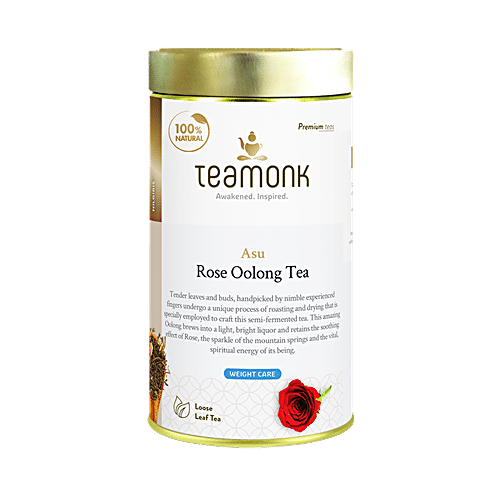 100%
NATURAL
Premium teas
teamonk
Awakened. Inspired.
Asu
Rose Oolong Tea
Tender leaves and buds, handpicked by nimble experienced
fingers undergo a unique process of roasting and drying that is
specially employed to craft this semi-fermented tea. This amazing
Oolong brews into a light, bright liquor and retains the soothing
effect of Rose, the sparkle of the mountain springs and the vital,
spiritual energy of its being.
WEIGHT CARE
Loose
Leaf Tea